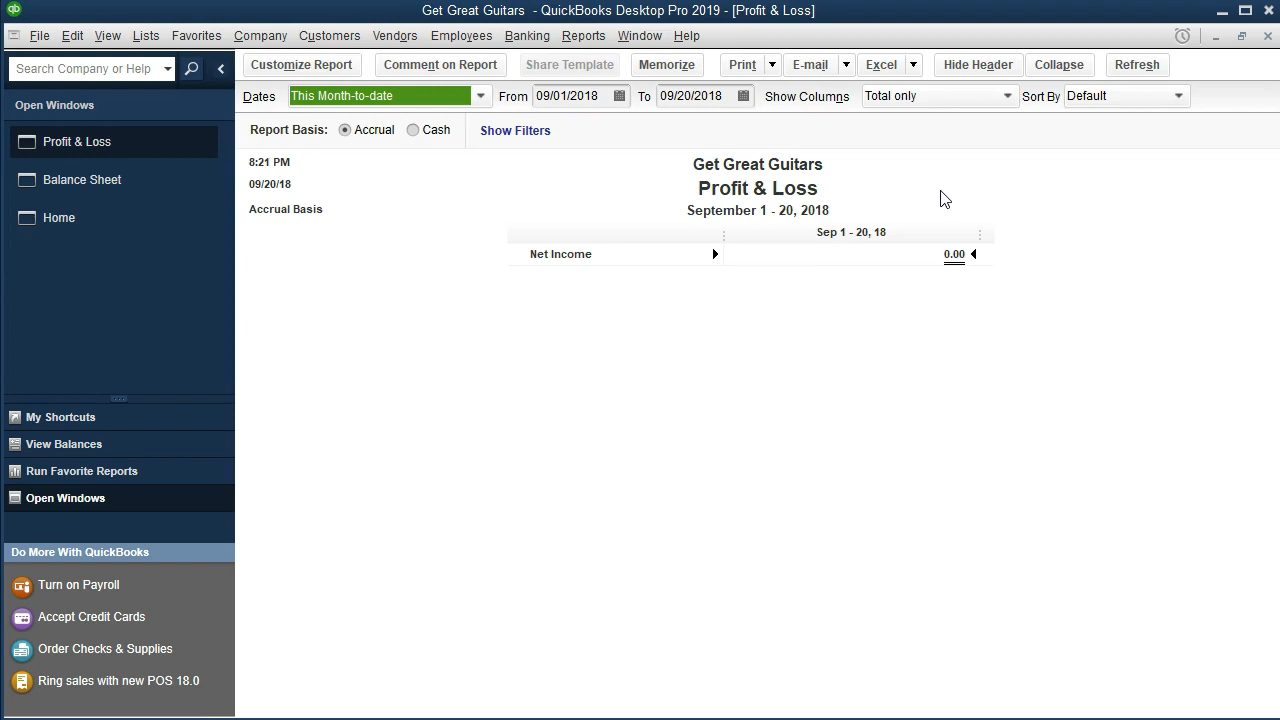 qb
Get Great Guitars - QuickBooks Desktop Pro 2019 - [Profit & Loss]
File Edit View Lists Favorites Company Customers Vendors Employees Banking Reports Window Help
Search Company or Help
Customize Report Comment on Report Share Template Memorize Print E-mail Excel Hide Header Collapse Refresh
Dates This Month-to-date From 09/01/2018 To 09/20/2018 Show Columns Total only Sort By Default
Open Windows
Report Basis: Accrual Cash Show Filters
Profit & Loss
Balance Sheet
Home
8:21 PM
09/20/18
Accrual Basis
Get Great Guitars
Profit & Loss
September 1 - 20, 2018
Sep 1 - 20, 18
Net Income 0.00
My Shortcuts
View Balances
Run Favorite Reports
Open Windows
Do More With QuickBooks
Turn on Payroll
Accept Credit Cards
Order Checks & Supplies
Ring sales with new POS 18.0